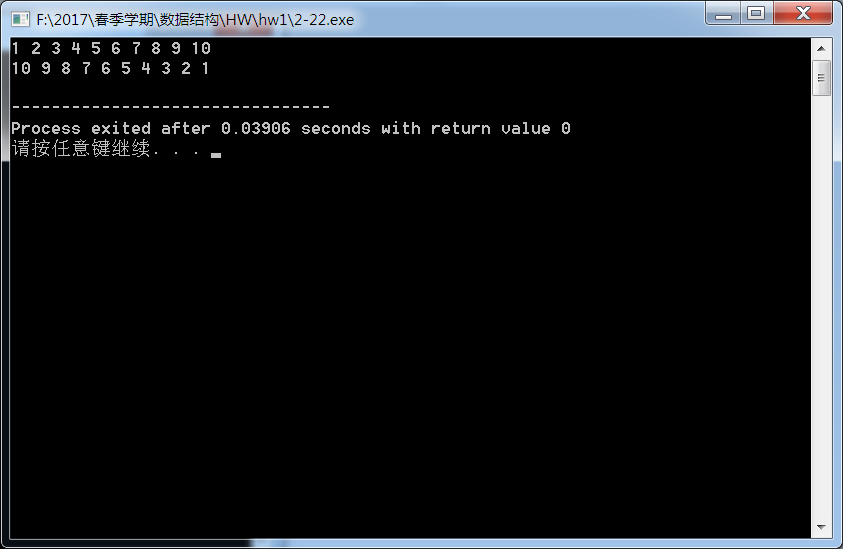 F:\2017\春季学期\数据结构\HW\hw1\2-22.exe
1 2 3 4 5 6 7 8 9 10
10 9 8 7 6 5 4 3 2 1
--------------------------------
Process exited after 0.03906 seconds with return value 0
请按任意键继续. . .